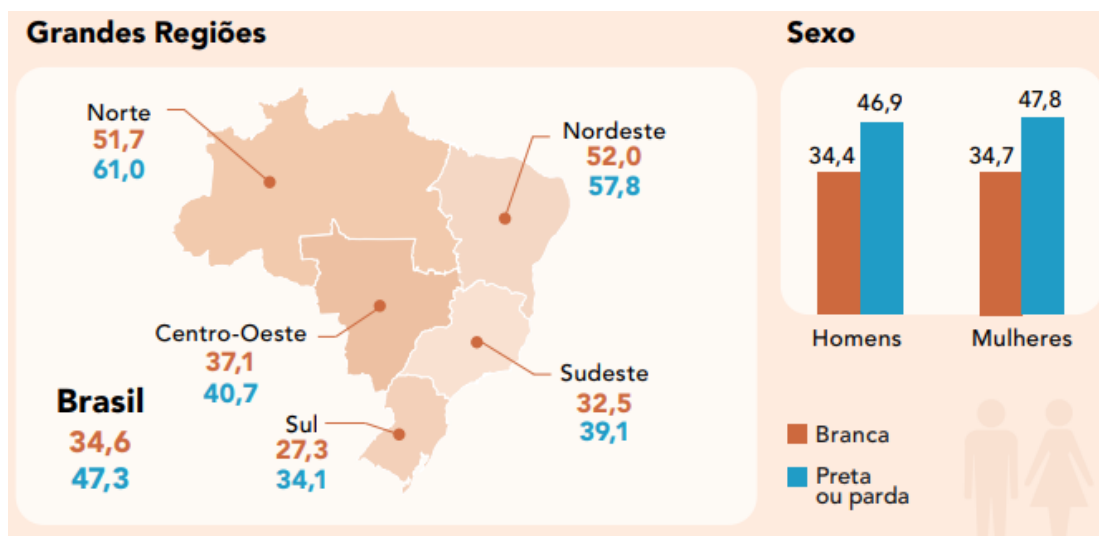 Grandes Regiões
Norte
51,7
61,0
Nordeste
52,0
57,8
Centro-Oeste
37,1
40,7
Sudeste
32,5
39,1
Sul
27,3
34,1
Brasil
34,6
47,3
Sexo
34,4
46,9
34,7
47,8
Homens
Mulheres
Branca
Preta
ou parda